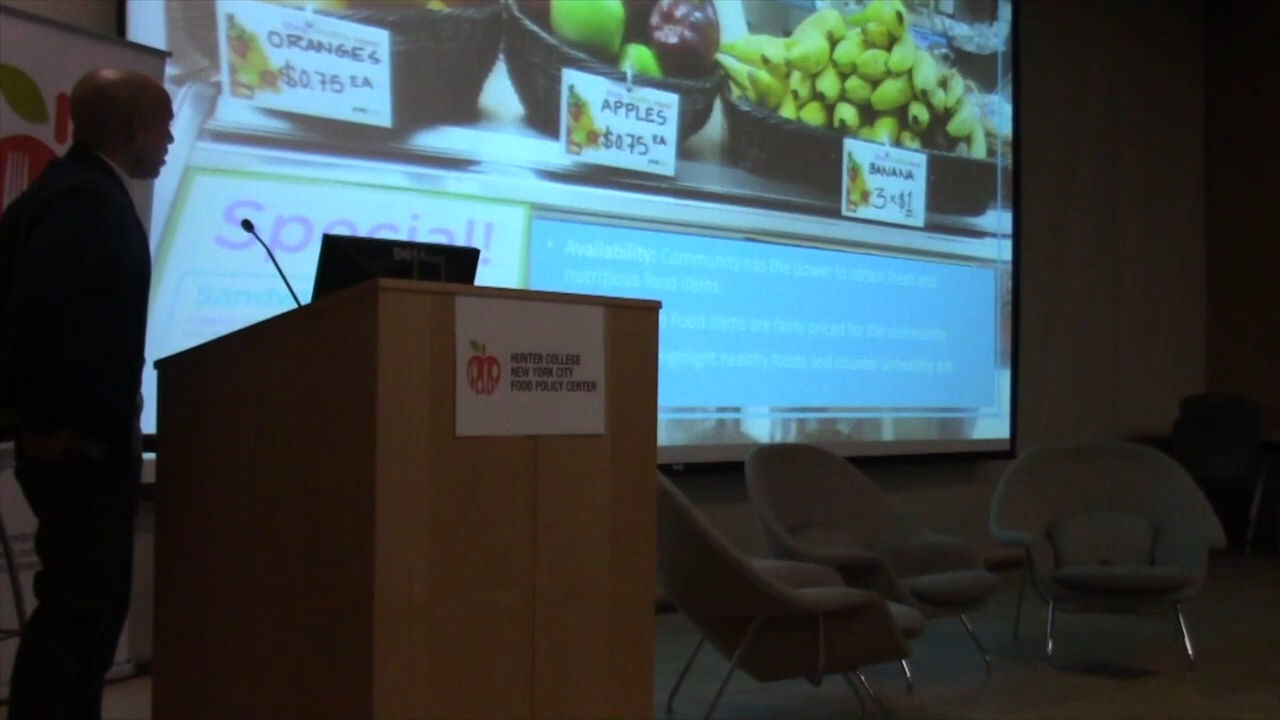 ORANGES
$0.75 EA
APPLES
$0.75 EA
BANANA
3x$1
Special!
• Availability: Community has the power to obtain fresh and
nutritious food items
Food items are fairly priced for the community
highlight healthy foods and counter unhealthy ads
DELL
HUNTER COLLEGE
NEW YORK CITY
FOOD POLICY CENTER